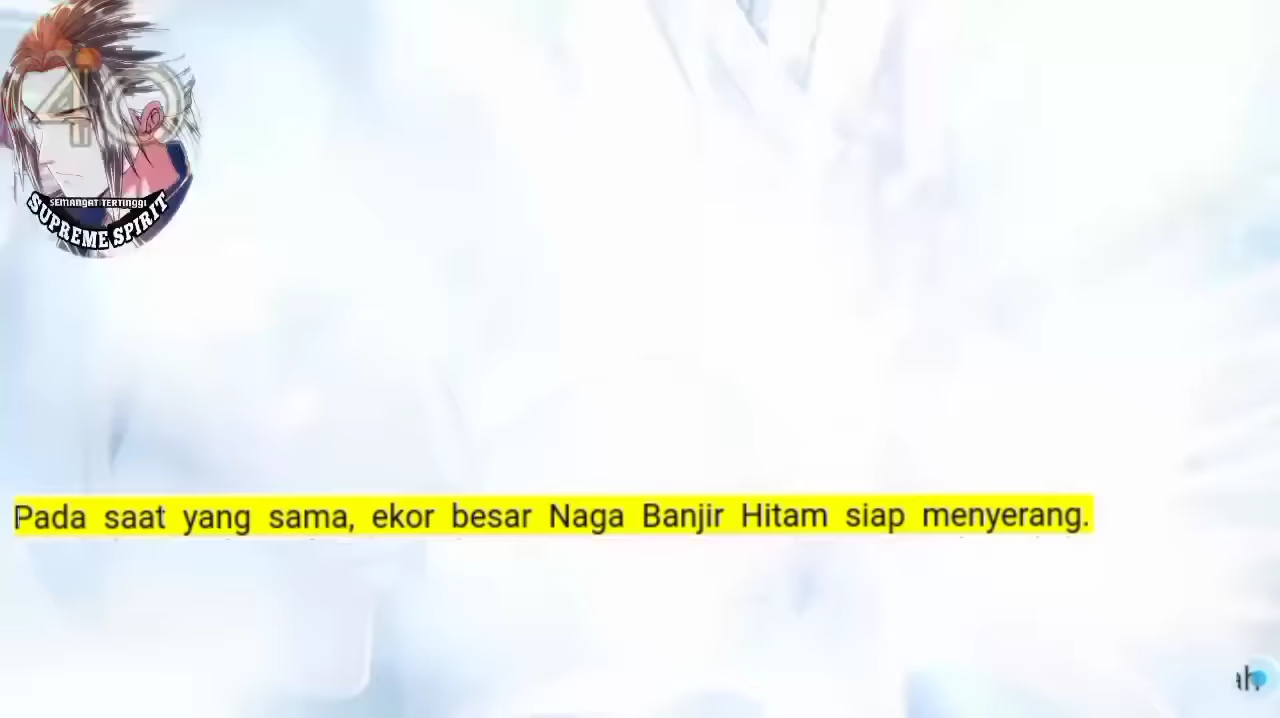 SEMANGAT TERTINGGI
SUPREME SPIRIT
Pada saat yang sama, ekor besar Naga Banjir Hitam siap menyerang.